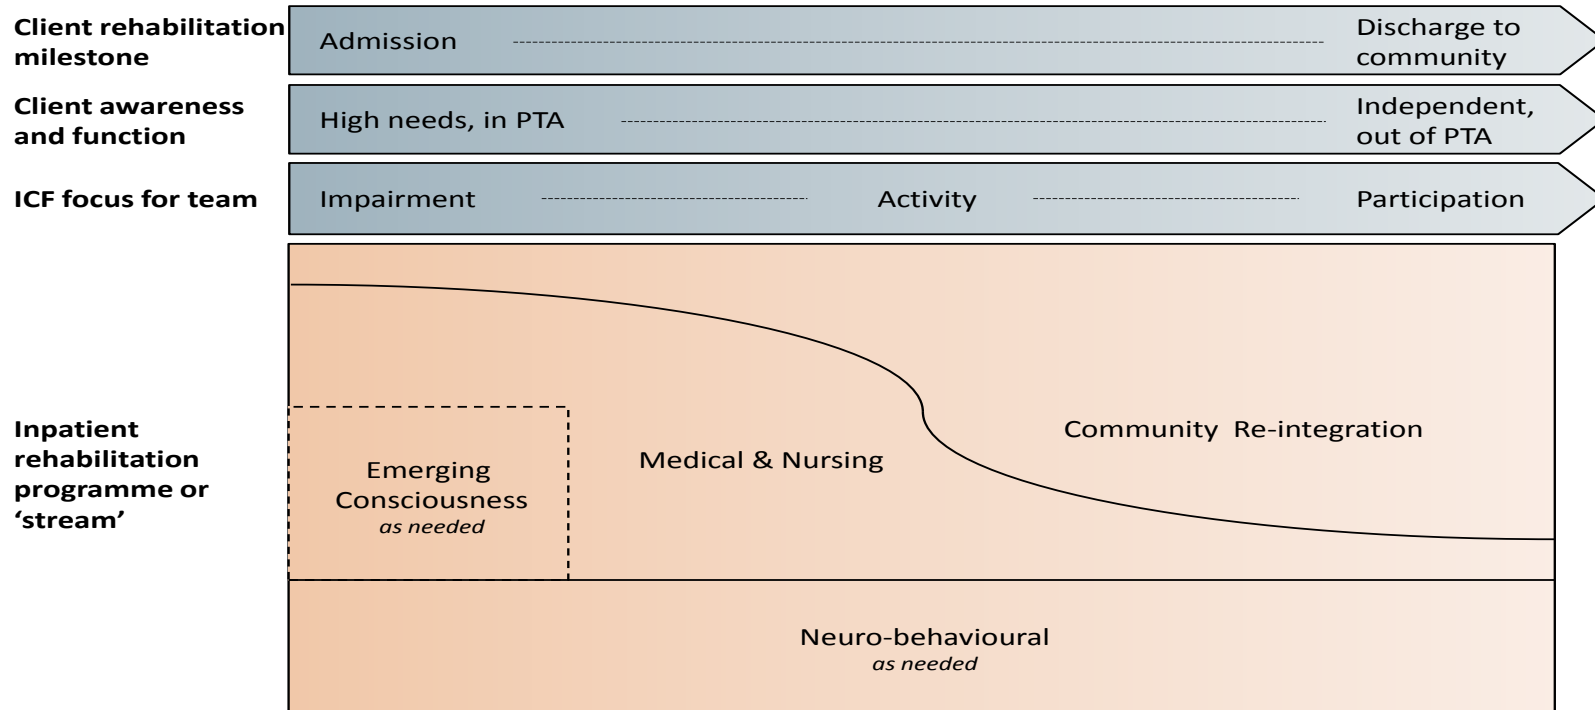 Client rehabilitation
milestone
Admission
Discharge to
community
Client awareness
and function
High needs, in PTA
Independent,
out of PTA
ICF focus for team
Impairment
Activity
Participation
Inpatient
rehabilitation
programme or
‘stream’
Emerging
Consciousness
as needed
Medical & Nursing
Community Re-integration
Neuro-behavioural
as needed